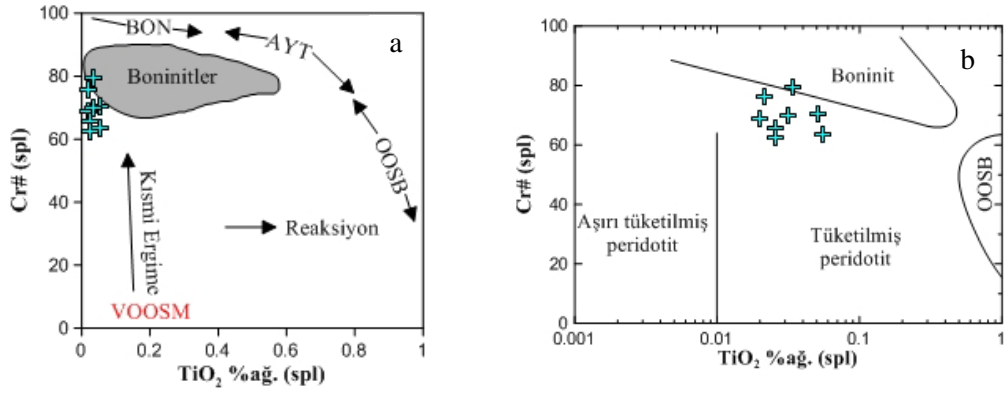 a
BON
AYT
Boninitler
OOSB
Kısmi Ergime
Reaksiyon
VOOSM
Cr# (spl)
100
80
60
40
20
0
0
0.2
0.4
0.6
0.8
1
TiO₂ %ağ. (spl)
b
Boninit
OOSB
Aşırı tüketilmiş
peridotit
Tüketilmiş
peridotit
Cr# (spl)
100
80
60
40
20
0
0.001
0.01
0.1
1
TiO₂ %ağ. (spl)